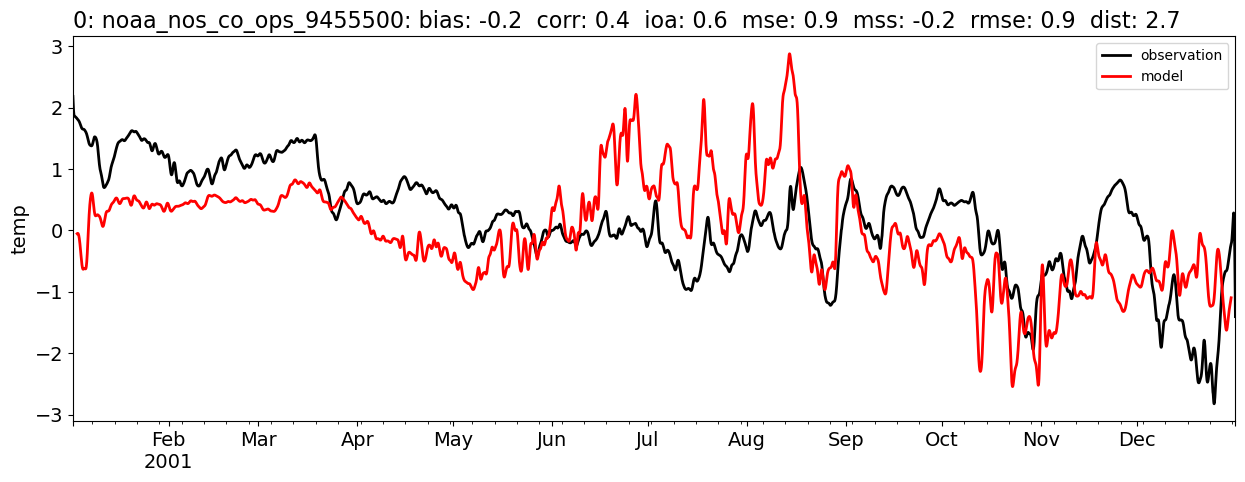 0: noaa_nos_co_ops_9455500: bias: -0.2  corr: 0.4  ioa: 0.6  mse: 0.9  mss: -0.2  rmse: 0.9  dist: 2.7
observation
model
temp
3
2
1
0
−1
−2
−3
Feb Mar Apr May Jun Jul Aug Sep Oct Nov Dec
2001